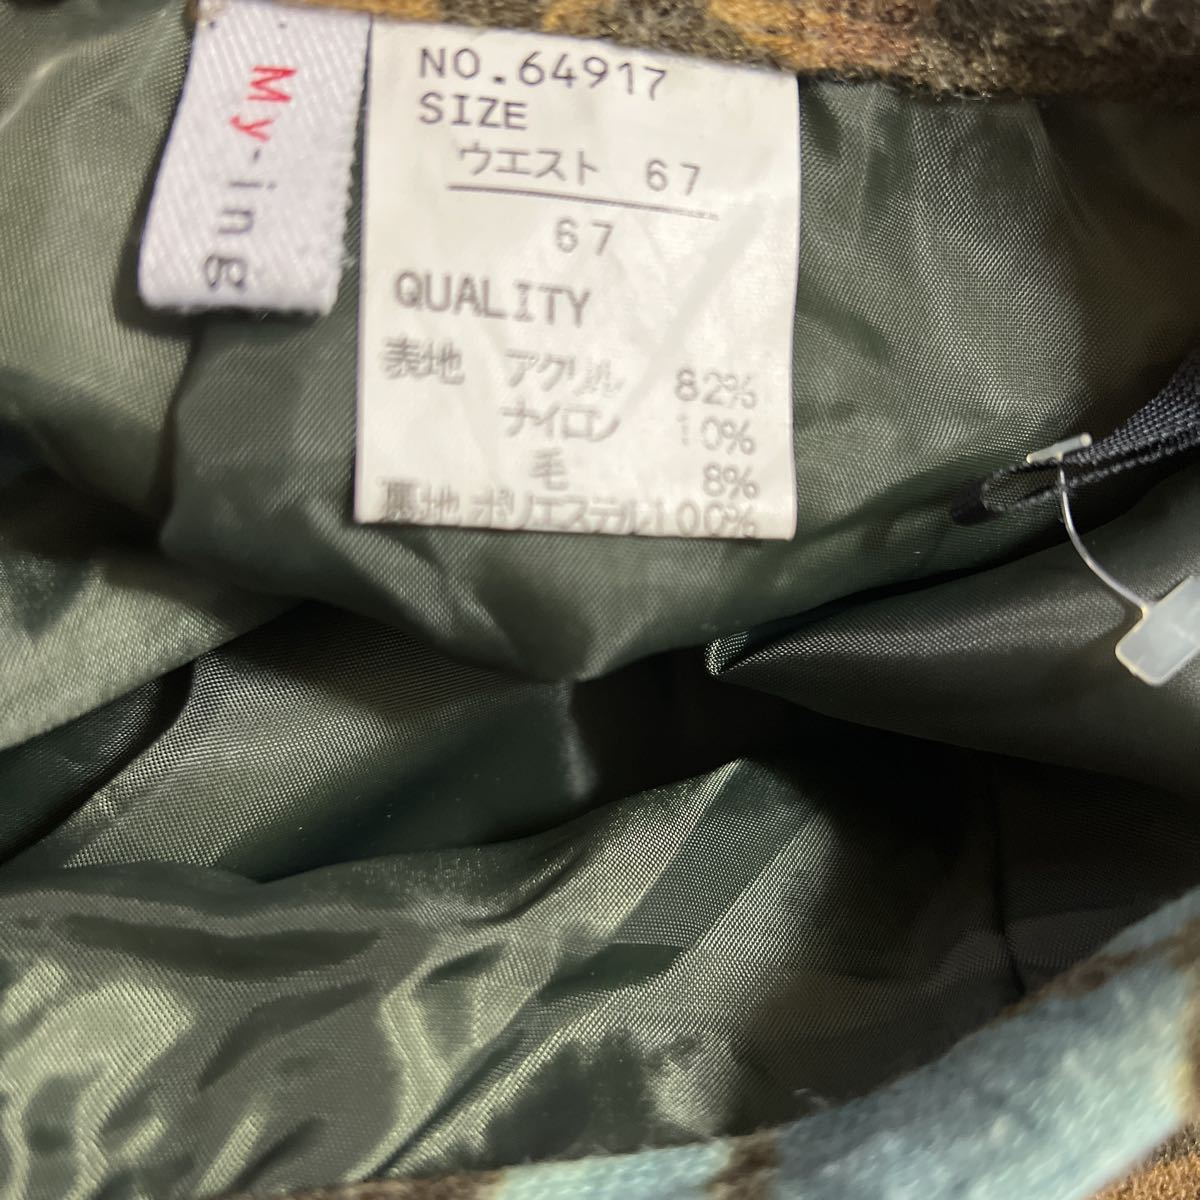 My-ing
NO.64917
SIZE
ウエスト 67
67
QUALITY
表地 アクリル 82%
ナイロン 10%
毛 8%
裏地 ポリエステル100%